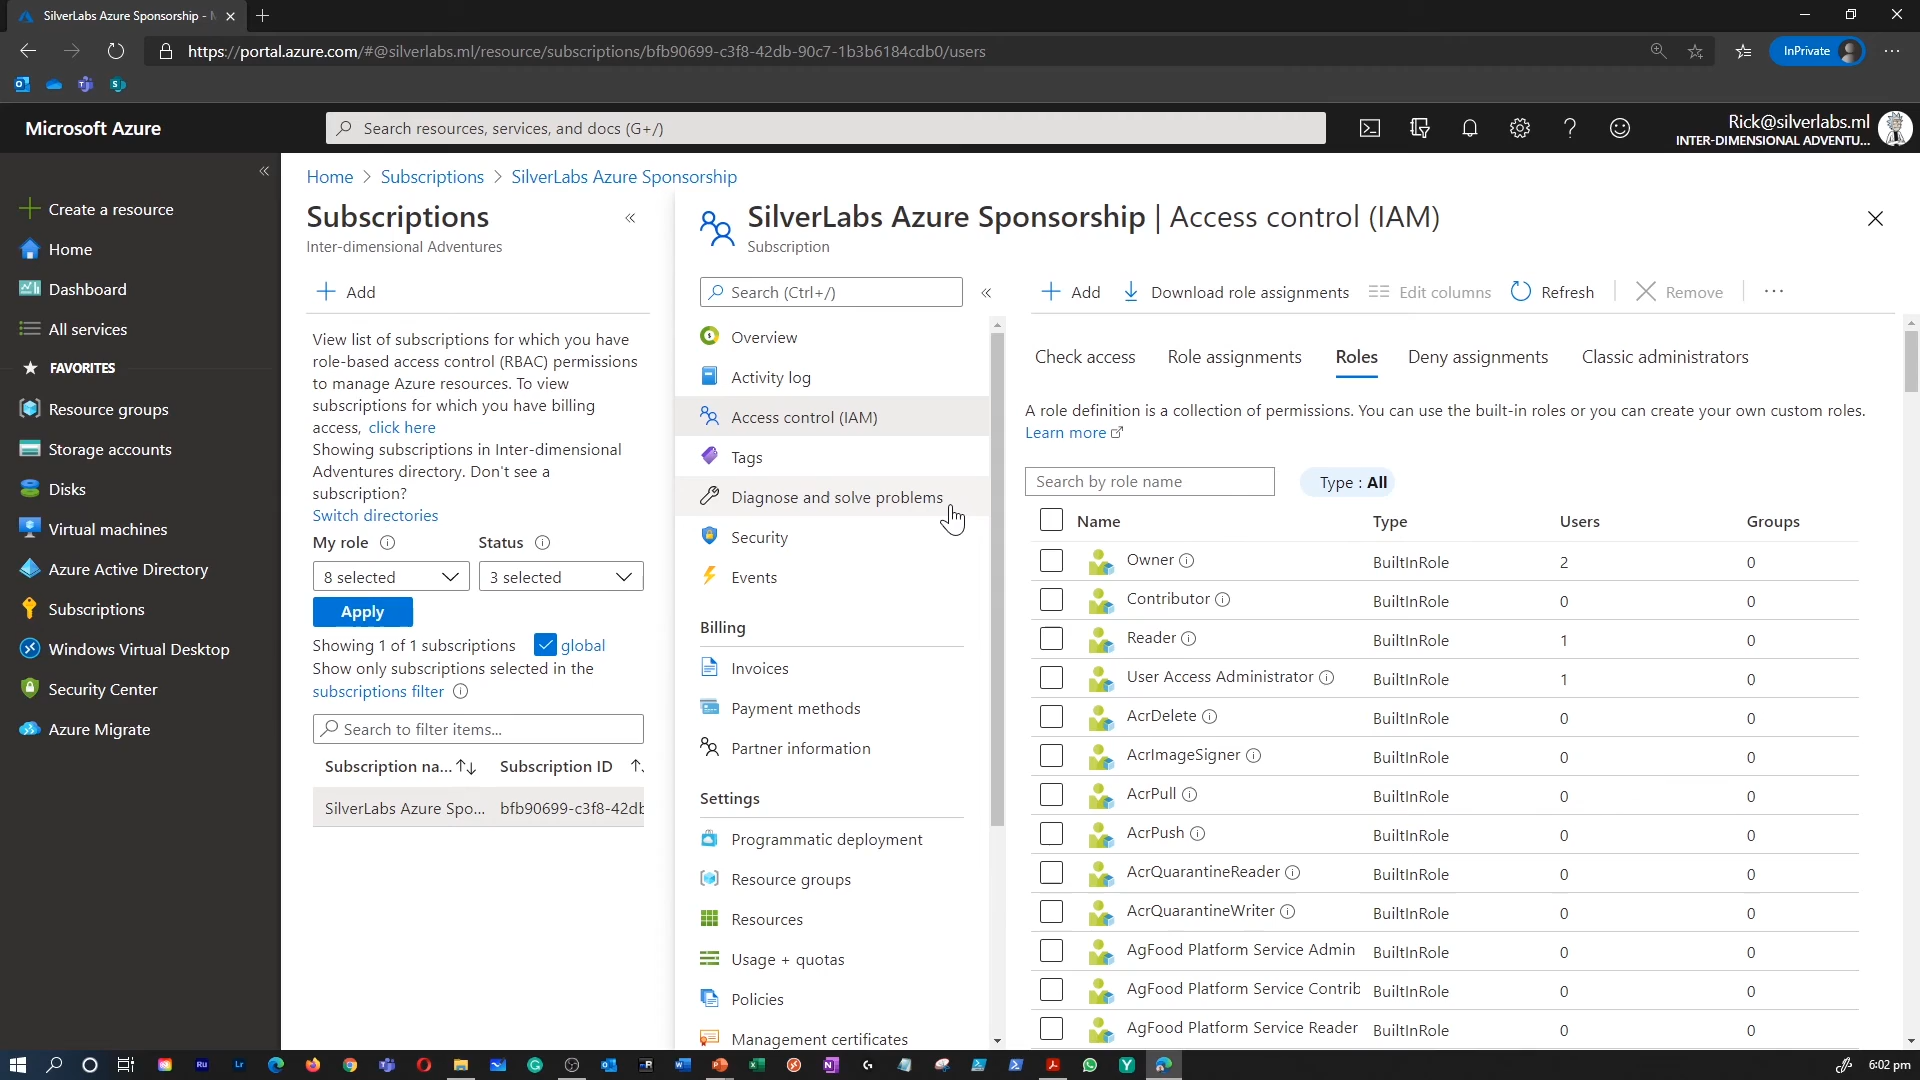 SilverLabs Azure Sponsorship - M
https://portal.azure.com/#@silverlabs.ml/resource/subscriptions/bfb90699-c3f8-42db-90c7-1b3b6184cdb0/users
InPrivate
Microsoft Azure
Search resources, services, and docs (G+/)
Rick@silverlabs.ml
INTER-DIMENSIONAL ADVENTU...
Create a resource
Home
Dashboard
All services
FAVORITES
Resource groups
Storage accounts
Disks
Virtual machines
Azure Active Directory
Subscriptions
Windows Virtual Desktop
Security Center
Azure Migrate
Home > Subscriptions > SilverLabs Azure Sponsorship
Subscriptions
Inter-dimensional Adventures
Add
View list of subscriptions for which you have
role-based access control (RBAC) permissions
to manage Azure resources. To view
subscriptions for which you have billing
access, click here
Showing subscriptions in Inter-dimensional
Adventures directory. Don't see a
subscription?
Switch directories
My role Status
8 selected 3 selected
Apply
Showing 1 of 1 subscriptions global
Show only subscriptions selected in the
subscriptions filter
Search to filter items...
Subscription na... Subscription ID
SilverLabs Azure Spo... bfb90699-c3f8-42db
SilverLabs Azure Sponsorship | Access control (IAM)
Subscription
Search (Ctrl+/)
Overview
Activity log
Access control (IAM)
Tags
Diagnose and solve problems
Security
Events
Billing
Invoices
Payment methods
Partner information
Settings
Programmatic deployment
Resource groups
Resources
Usage + quotas
Policies
Management certificates
Add Download role assignments Edit columns Refresh Remove ...
Check access Role assignments Roles Deny assignments Classic administrators
A role definition is a collection of permissions. You can use the built-in roles or you can create your own custom roles.
Learn more
Search by role name Type : All
Name Type Users Groups
Owner BuiltInRole 2 0
Contributor BuiltInRole 0 0
Reader BuiltInRole 1 0
User Access Administrator BuiltInRole 1 0
AcrDelete BuiltInRole 0 0
AcrImageSigner BuiltInRole 0 0
AcrPull BuiltInRole 0 0
AcrPush BuiltInRole 0 0
AcrQuarantineReader BuiltInRole 0 0
AcrQuarantineWriter BuiltInRole 0 0
AgFood Platform Service Admin BuiltInRole 0 0
AgFood Platform Service Contrib BuiltInRole 0 0
AgFood Platform Service Reader BuiltInRole 0 0
6:02 pm